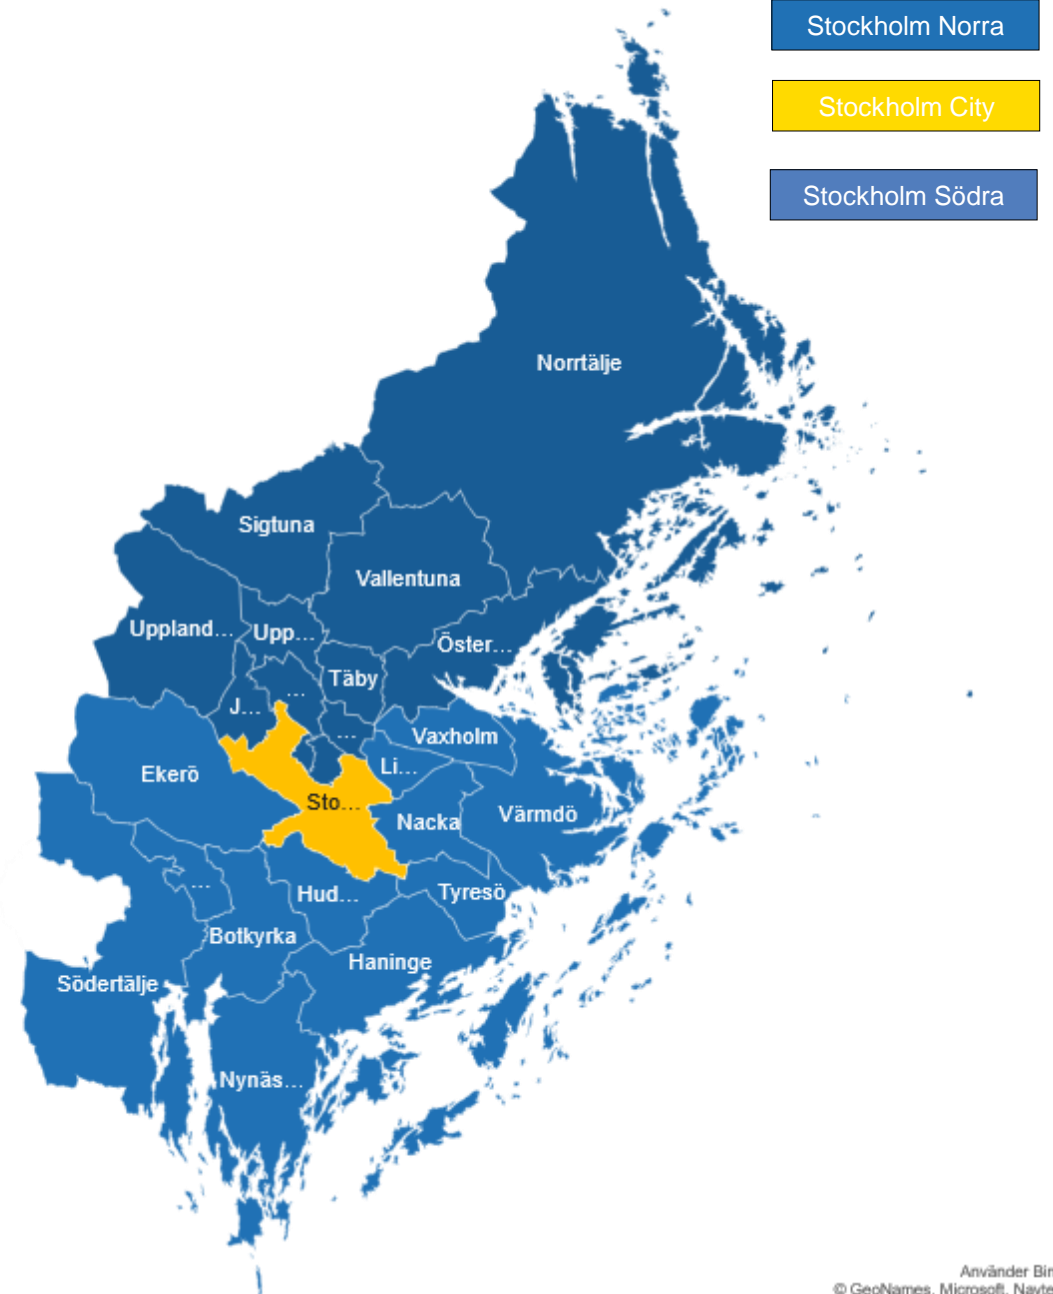 Stockholm Norra
Stockholm City
Stockholm Södra
Norrtälje
Sigtuna
Vallentuna
Uppland...
Upp...
Öster...
Täby
...
J...
...
Vaxholm
Li...
Ekerö
Sto...
Nacka
Värmdö
...
Hud...
Tyresö
Botkyrka
Haninge
Södertälje
Nynäs...
Använder Bin
© GeoNames, Microsoft, Navte